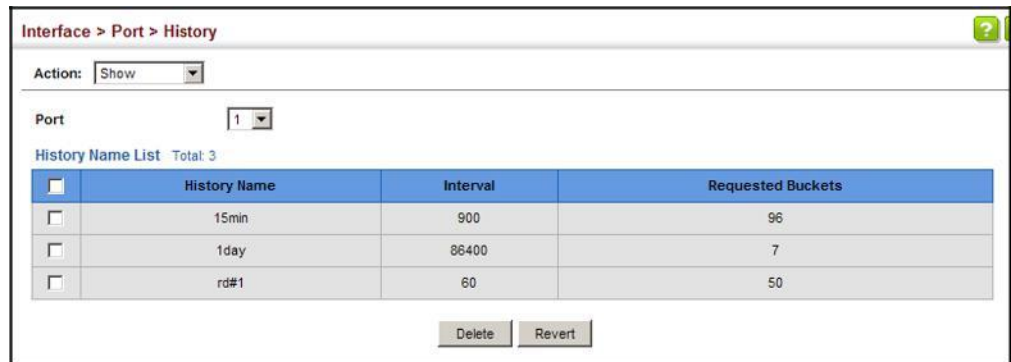 Interface > Port > History
?
Action: Show
Port 1
History Name List Total: 3
History Name Interval Requested Buckets
15min 900 96
1day 86400 7
rd#1 60 50
Delete Revert